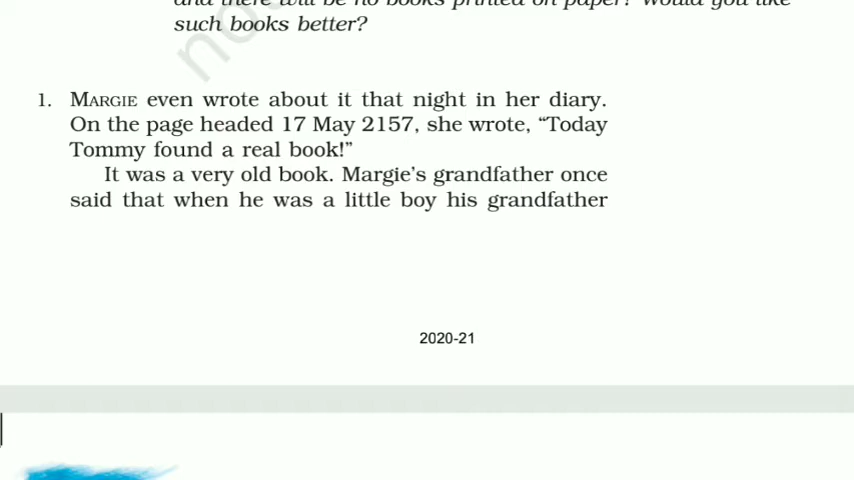 and there will be no books printed on paper? Would you like
such books better?
1. MARGIE even wrote about it that night in her diary.
On the page headed 17 May 2157, she wrote, “Today
Tommy found a real book!”
It was a very old book. Margie’s grandfather once
said that when he was a little boy his grandfather
2020-21